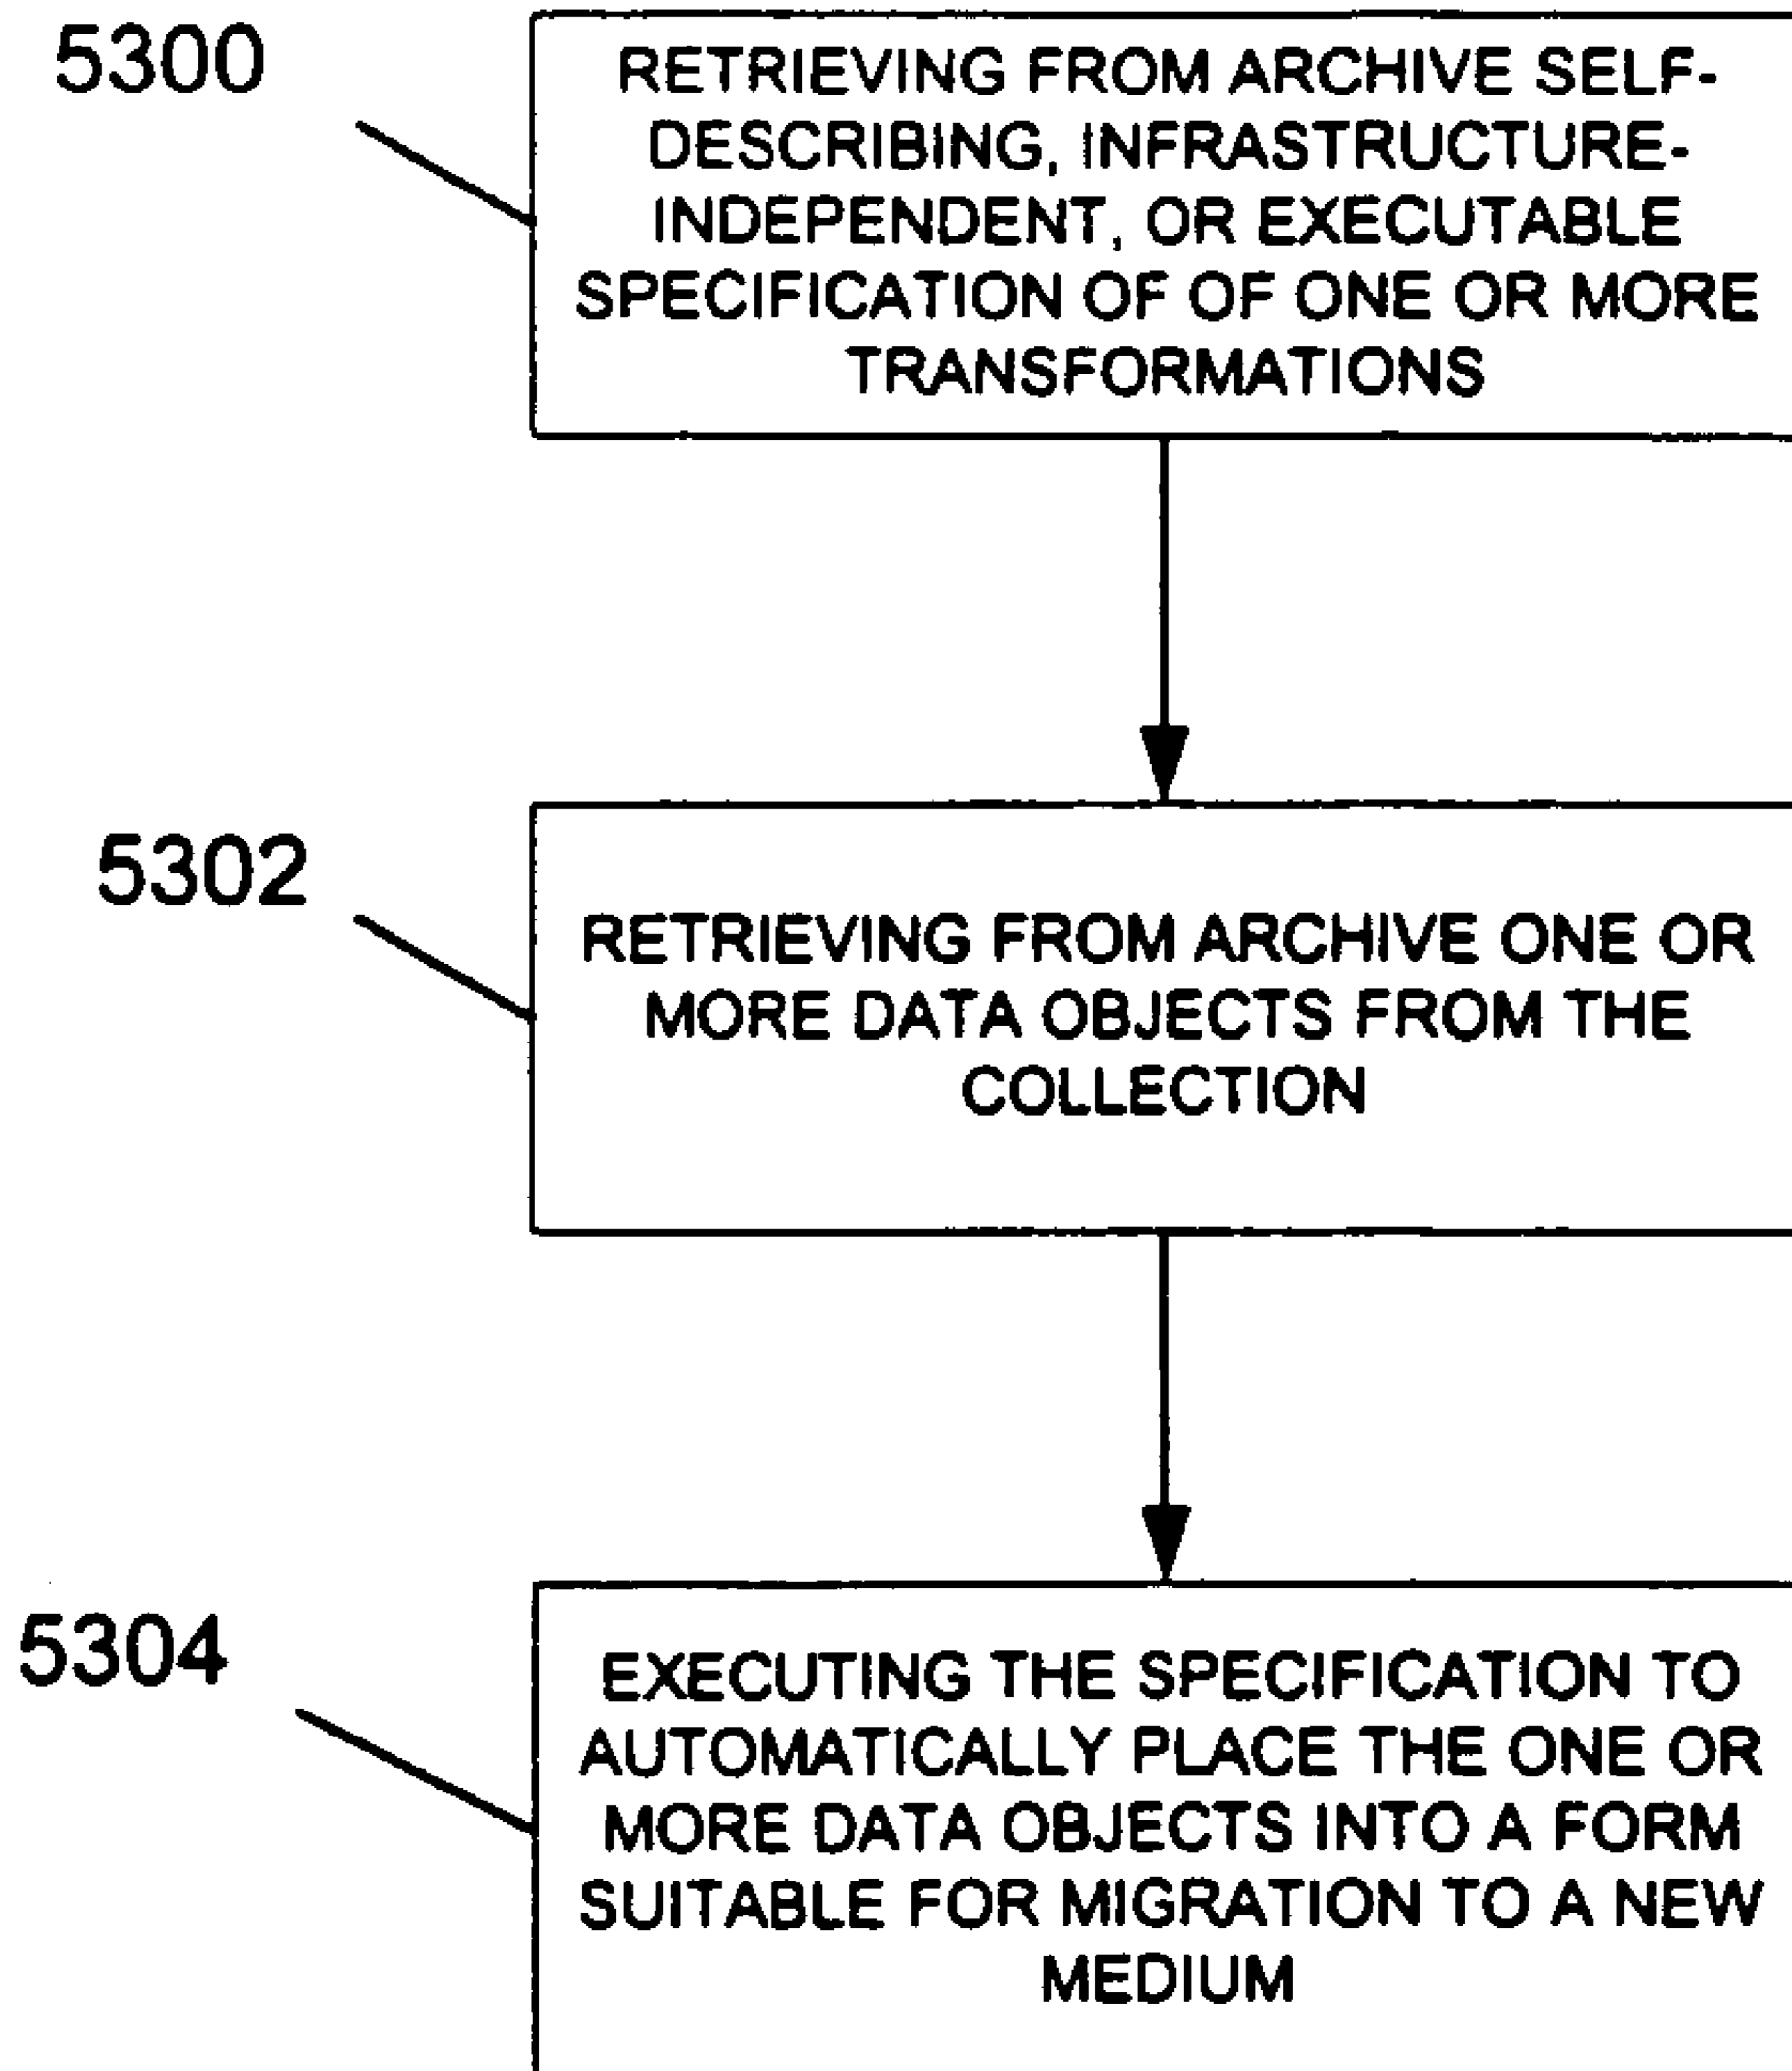 5300
RETRIEVING FROM ARCHIVE SELF-
DESCRIBING, INFRASTRUCTURE-
INDEPENDENT, OR EXECUTABLE
SPECIFICATION OF OF ONE OR MORE
TRANSFORMATIONS
5302
RETRIEVING FROM ARCHIVE ONE OR
MORE DATA OBJECTS FROM THE
COLLECTION
5304
EXECUTING THE SPECIFICATION TO
AUTOMATICALLY PLACE THE ONE OR
MORE DATA OBJECTS INTO A FORM
SUITABLE FOR MIGRATION TO A NEW
MEDIUM